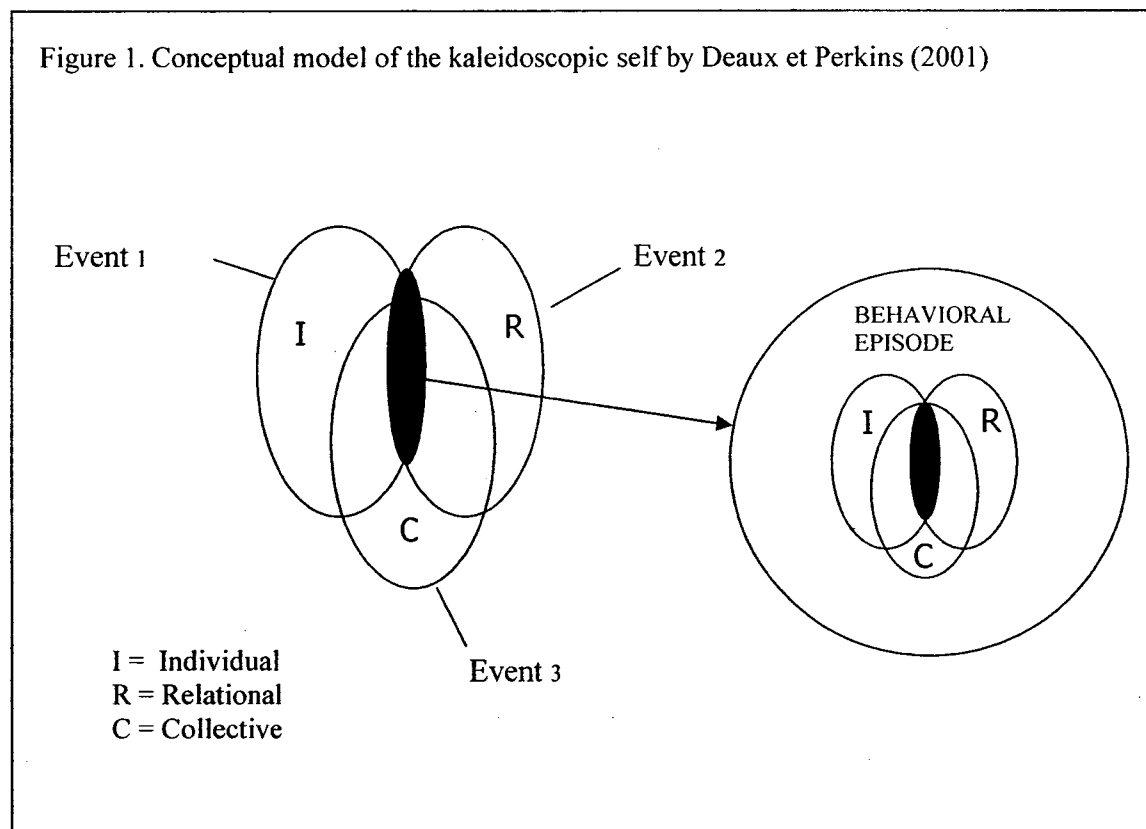 Figure 1. Conceptual model of the kaleidoscopic self by Deaux et Perkins (2001)
Event 1
Event 2
I
R
C
BEHAVIORAL
EPISODE
I
R
C
Event 3
I = Individual
R = Relational
C = Collective